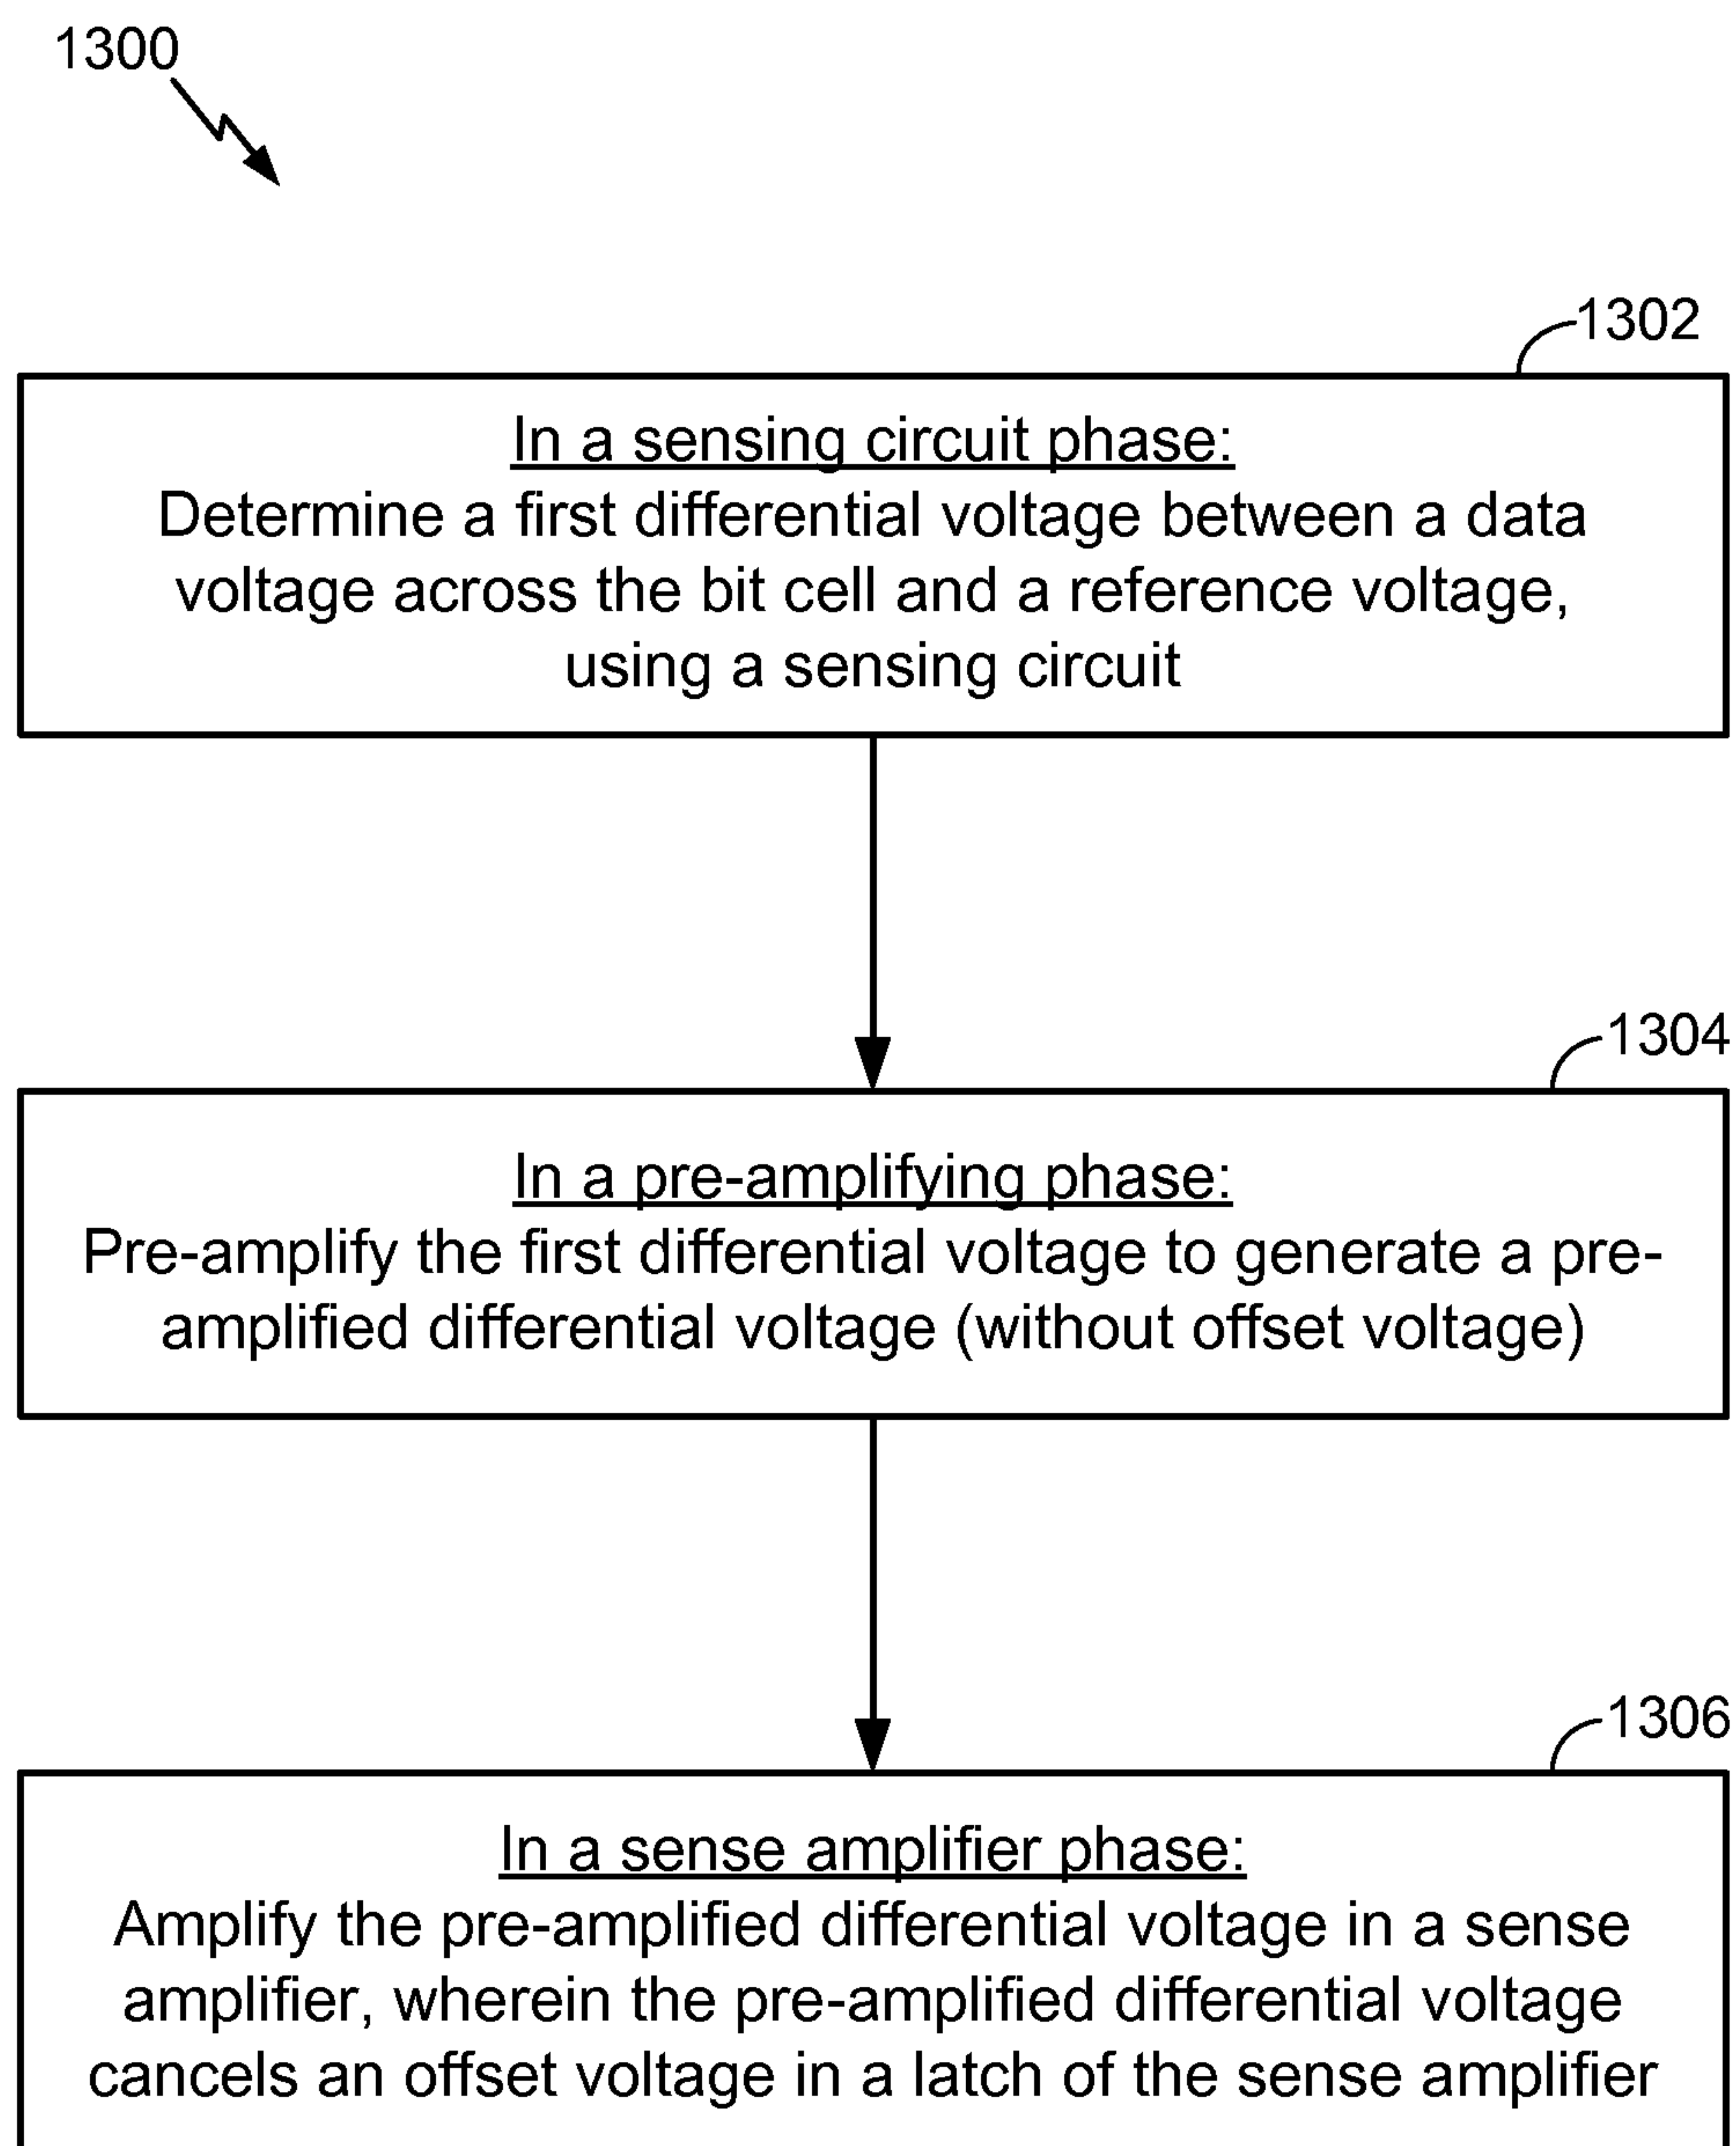 1300
1302
In a sensing circuit phase:
Determine a first differential voltage between a data
voltage across the bit cell and a reference voltage,
using a sensing circuit
1304
In a pre-amplifying phase:
Pre-amplify the first differential voltage to generate a pre-
amplified differential voltage (without offset voltage)
1306
In a sense amplifier phase:
Amplify the pre-amplified differential voltage in a sense
amplifier, wherein the pre-amplified differential voltage
cancels an offset voltage in a latch of the sense amplifier